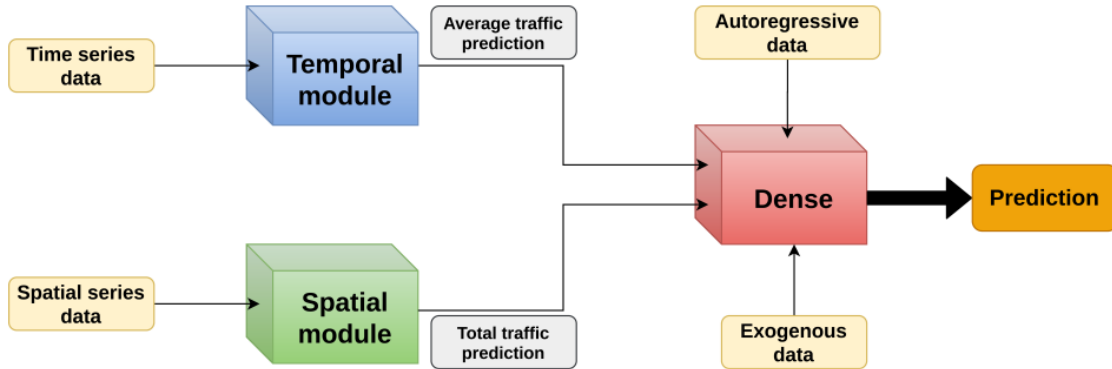 Time series
data
Temporal
module
Average traffic
prediction
Autoregressive
data
Dense
Prediction
Spatial series
data
Spatial
module
Total traffic
prediction
Exogenous
data